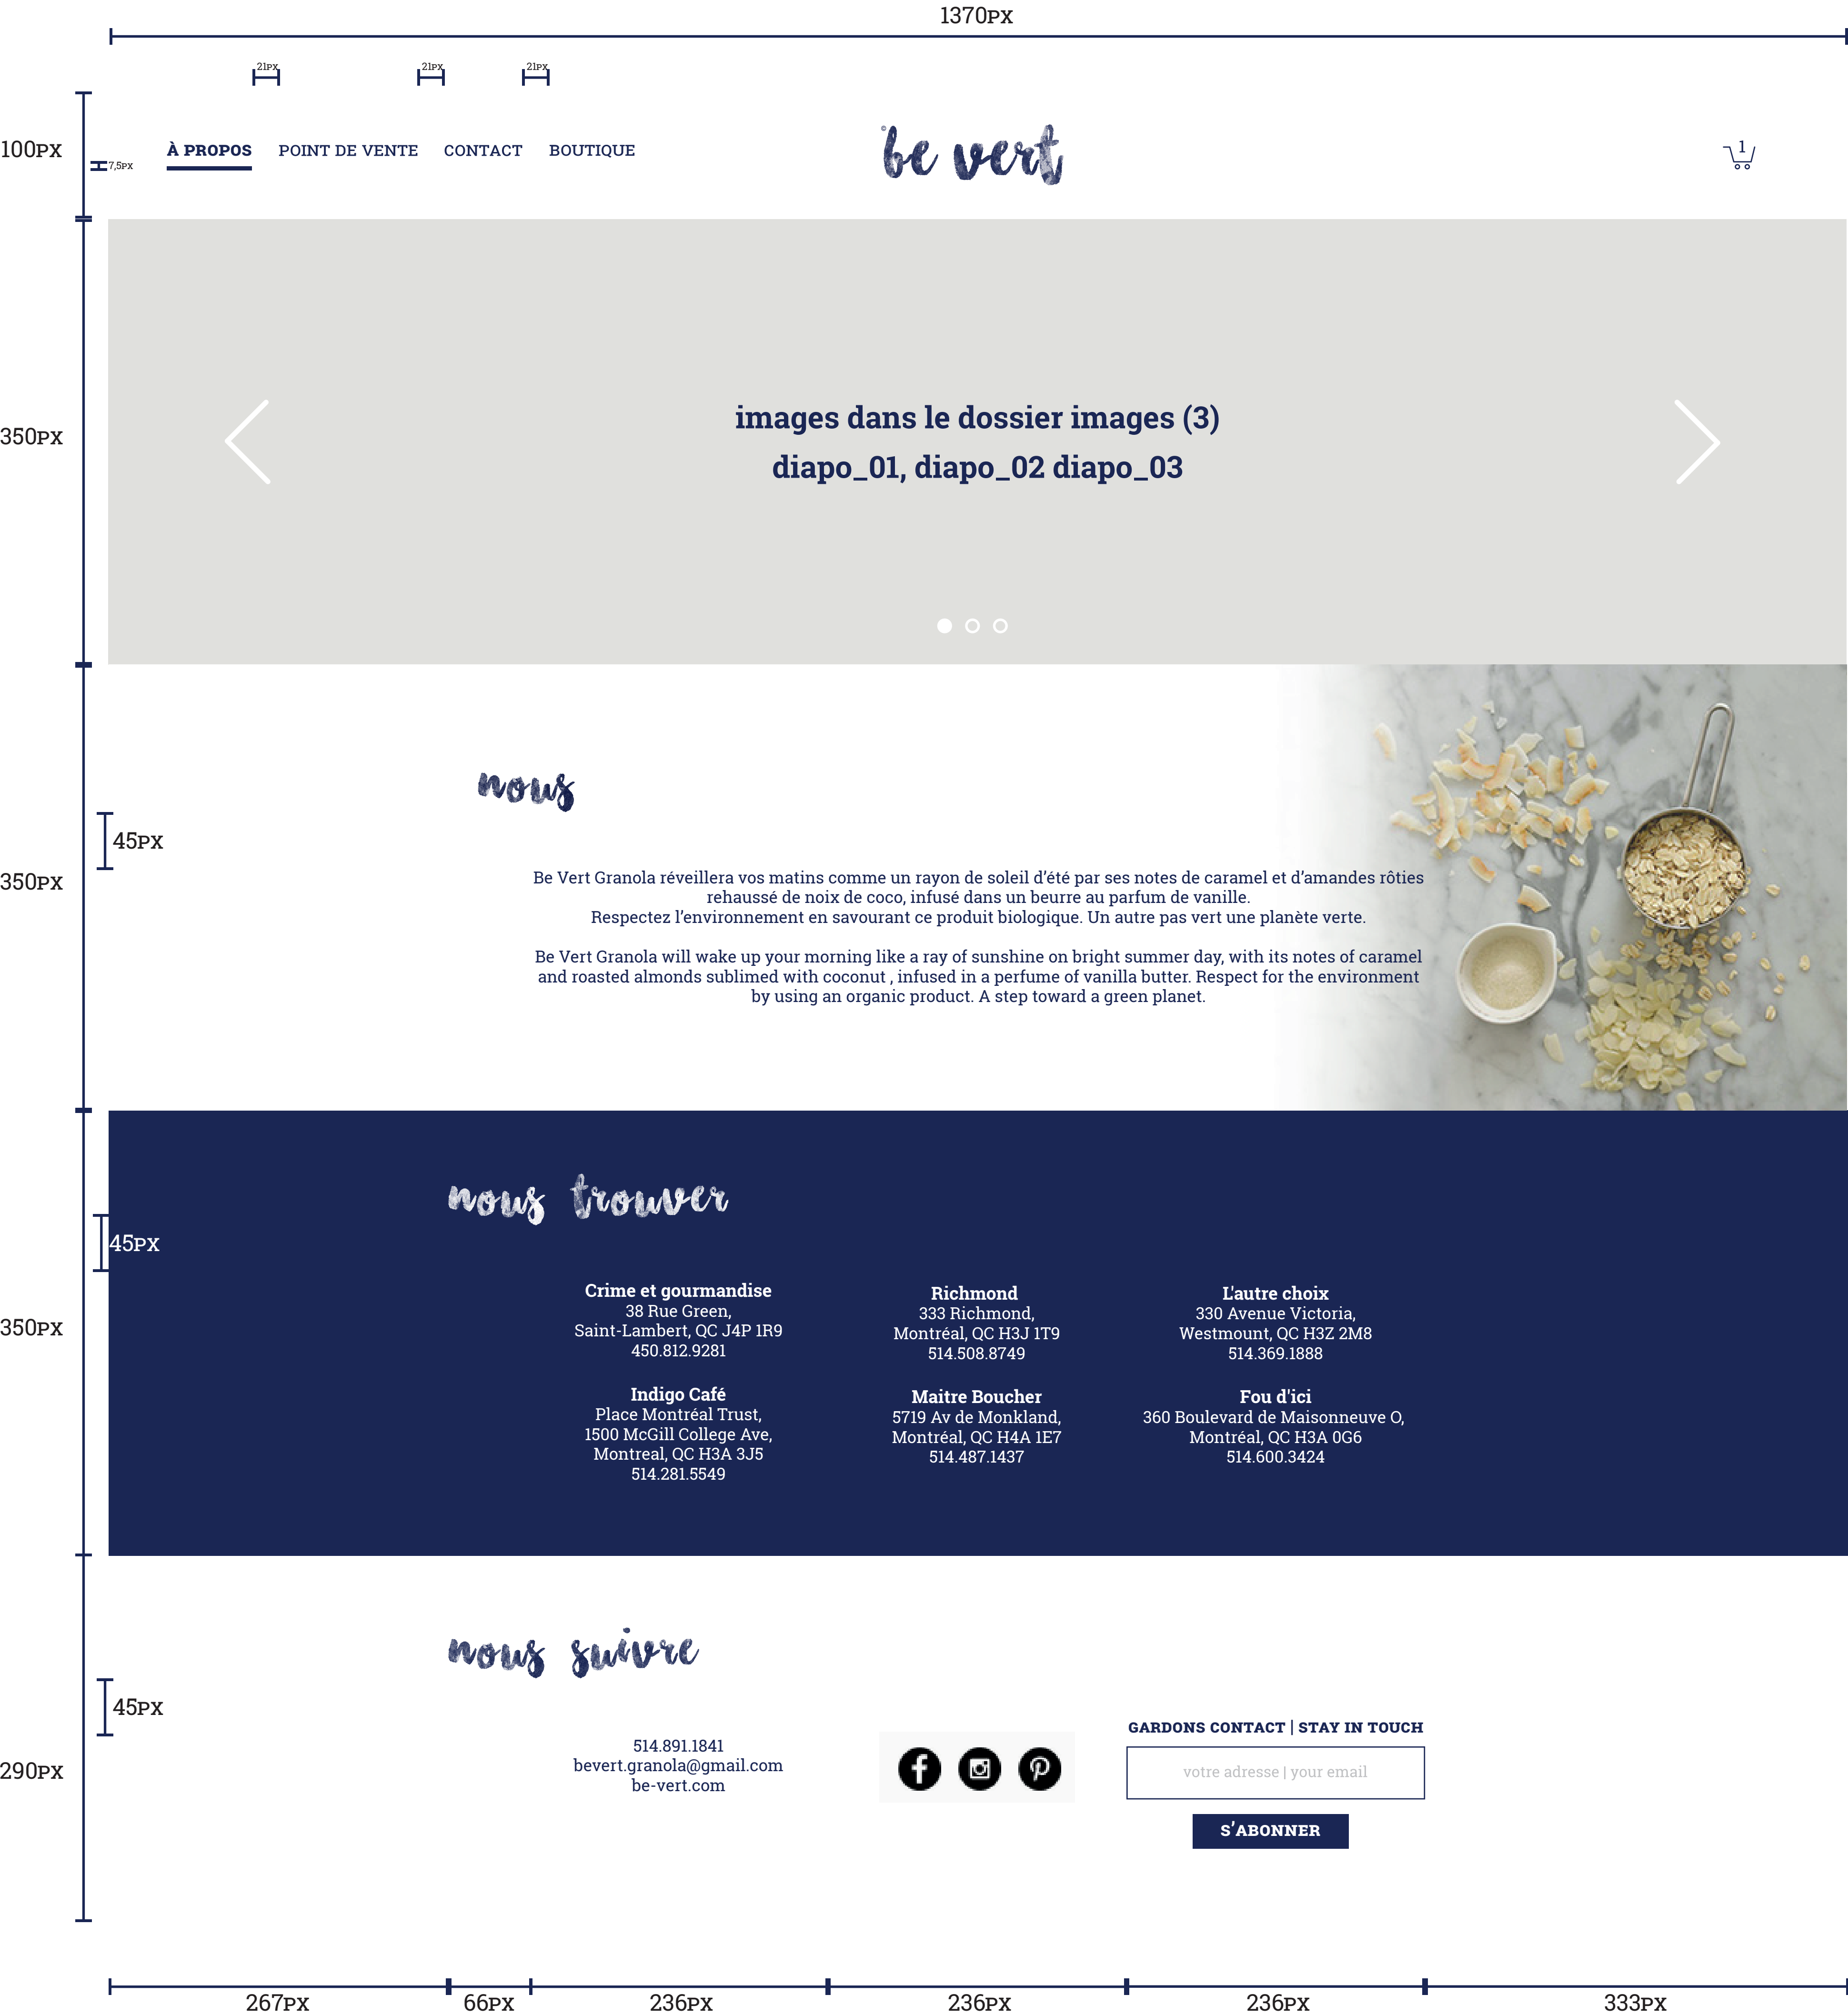 1370PX
21PX 21PX 21PX
100PX
7,5PX
À PROPOS POINT DE VENTE CONTACT BOUTIQUE
©
be vert
1
350PX
images dans le dossier images (3)
diapo_01, diapo_02 diapo_03
nous
45PX
350PX
Be Vert Granola réveillera vos matins comme un rayon de soleil d’été par ses notes de caramel et d’amandes rôties
rehaussé de noix de coco, infusé dans un beurre au parfum de vanille.
Respectez l’environnement en savourant ce produit biologique. Un autre pas vert une planète verte.
Be Vert Granola will wake up your morning like a ray of sunshine on bright summer day, with its notes of caramel
and roasted almonds sublimed with coconut , infused in a perfume of vanilla butter. Respect for the environment
by using an organic product. A step toward a green planet.
nous trouver
45PX
350PX
Crime et gourmandise
38 Rue Green,
Saint-Lambert, QC J4P 1R9
450.812.9281
Richmond
333 Richmond,
Montréal, QC H3J 1T9
514.508.8749
L'autre choix
330 Avenue Victoria,
Westmount, QC H3Z 2M8
514.369.1888
Indigo Café
Place Montréal Trust,
1500 McGill College Ave,
Montreal, QC H3A 3J5
514.281.5549
Maitre Boucher
5719 Av de Monkland,
Montréal, QC H4A 1E7
514.487.1437
Fou d'ici
360 Boulevard de Maisonneuve O,
Montréal, QC H3A 0G6
514.600.3424
nous suivre
45PX
290PX
514.891.1841
bevert.granola@gmail.com
be-vert.com
GARDONS CONTACT | STAY IN TOUCH
votre adresse | your email
S’ABONNER
267PX 66PX 236PX 236PX 236PX 333PX